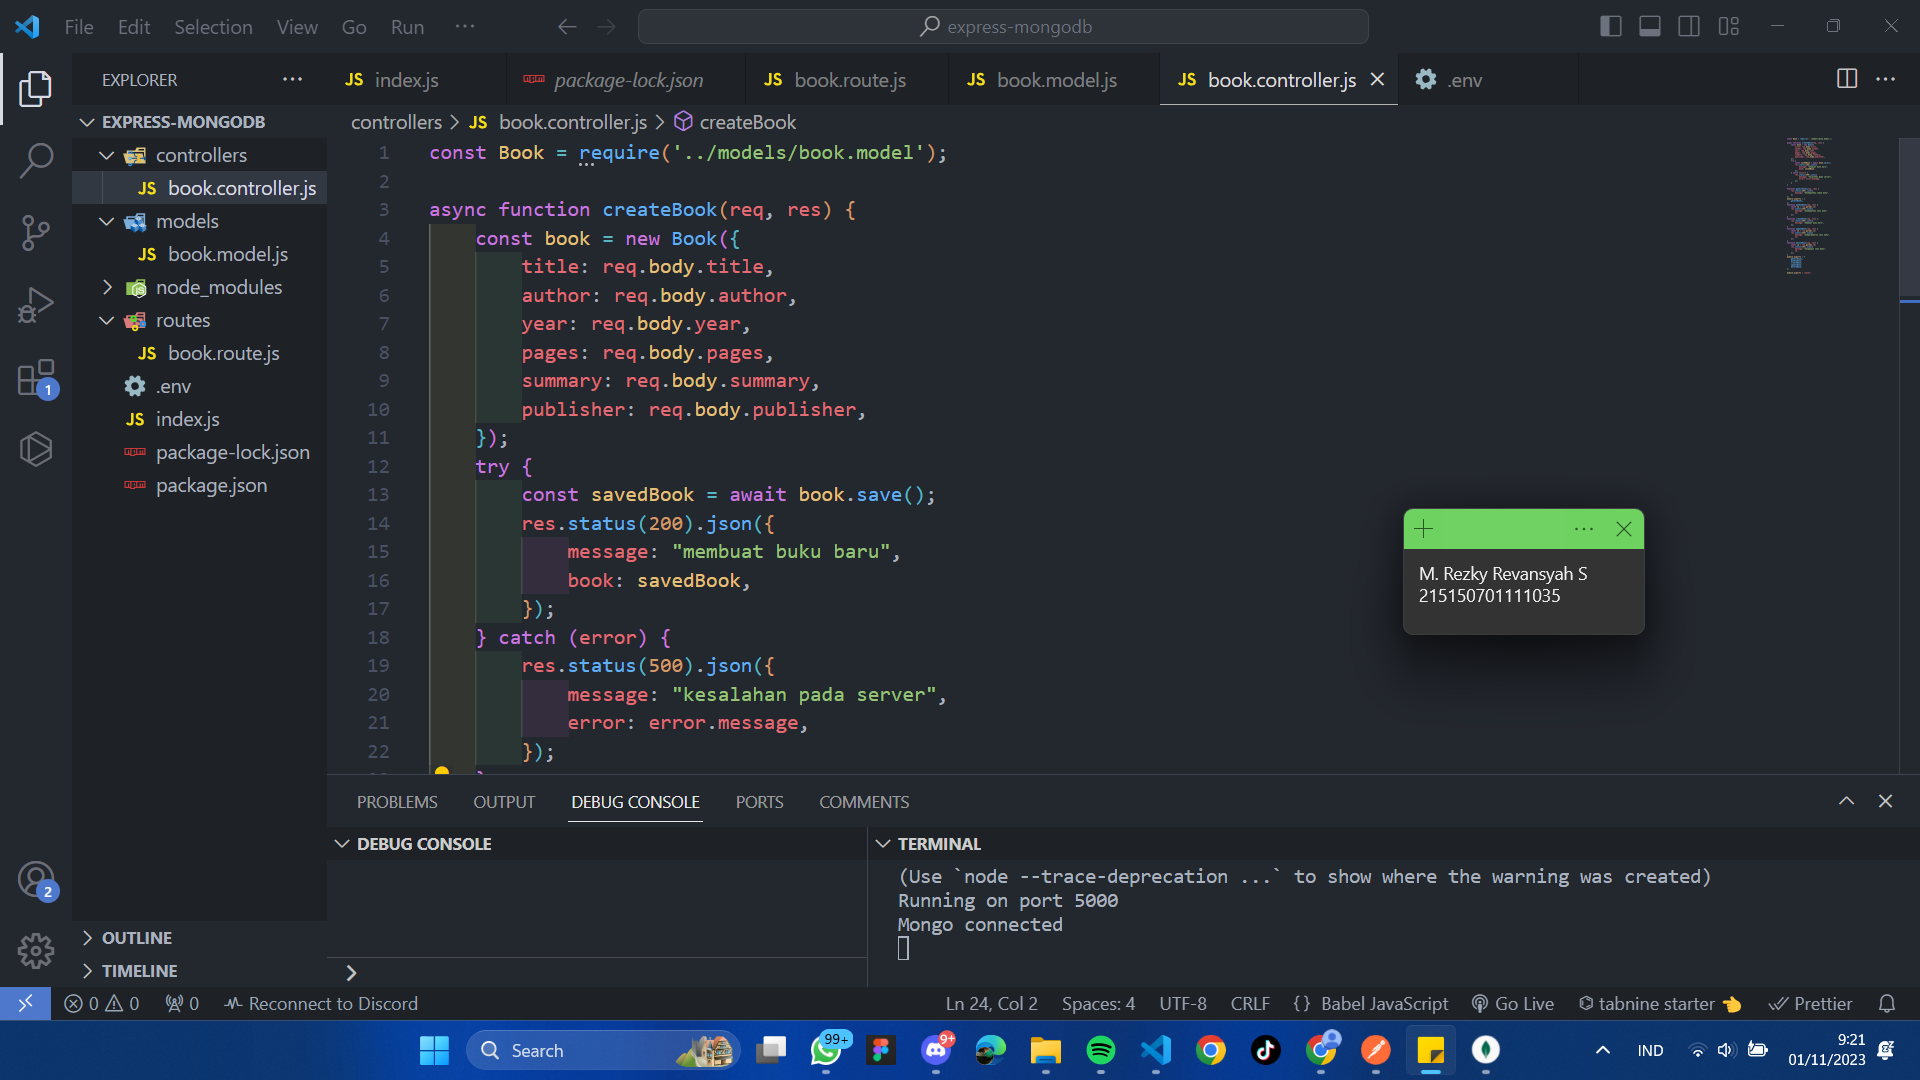 File Edit Selection View Go Run ··· express-mongodb
EXPLORER ···
JS index.js package-lock.json JS book.route.js JS book.model.js JS book.controller.js .env
EXPRESS-MONGODB
controllers
JS book.controller.js
models
JS book.model.js
node_modules
routes
JS book.route.js
.env
JS index.js
package-lock.json
package.json
OUTLINE
TIMELINE
1
2
controllers > JS book.controller.js > createBook
1 const Book = require('../models/book.model');
2
3 async function createBook(req, res) {
4 const book = new Book({
5 title: req.body.title,
6 author: req.body.author,
7 year: req.body.year,
8 pages: req.body.pages,
9 summary: req.body.summary,
10 publisher: req.body.publisher,
11 });
12 try {
13 const savedBook = await book.save();
14 res.status(200).json({
15 message: "membuat buku baru",
16 book: savedBook,
17 });
18 } catch (error) {
19 res.status(500).json({
20 message: "kesalahan pada server",
21 error: error.message,
22 });
M. Rezky Revansyah S
215150701111035
PROBLEMS OUTPUT DEBUG CONSOLE PORTS COMMENTS
DEBUG CONSOLE
TERMINAL
(Use `node --trace-deprecation ...` to show where the warning was created)
Running on port 5000
Mongo connected
0 0 0 Reconnect to Discord Ln 24, Col 2 Spaces: 4 UTF-8 CRLF {} Babel JavaScript Go Live tabnine starter Prettier
Search 99+ 9+ IND 9:21
01/11/2023